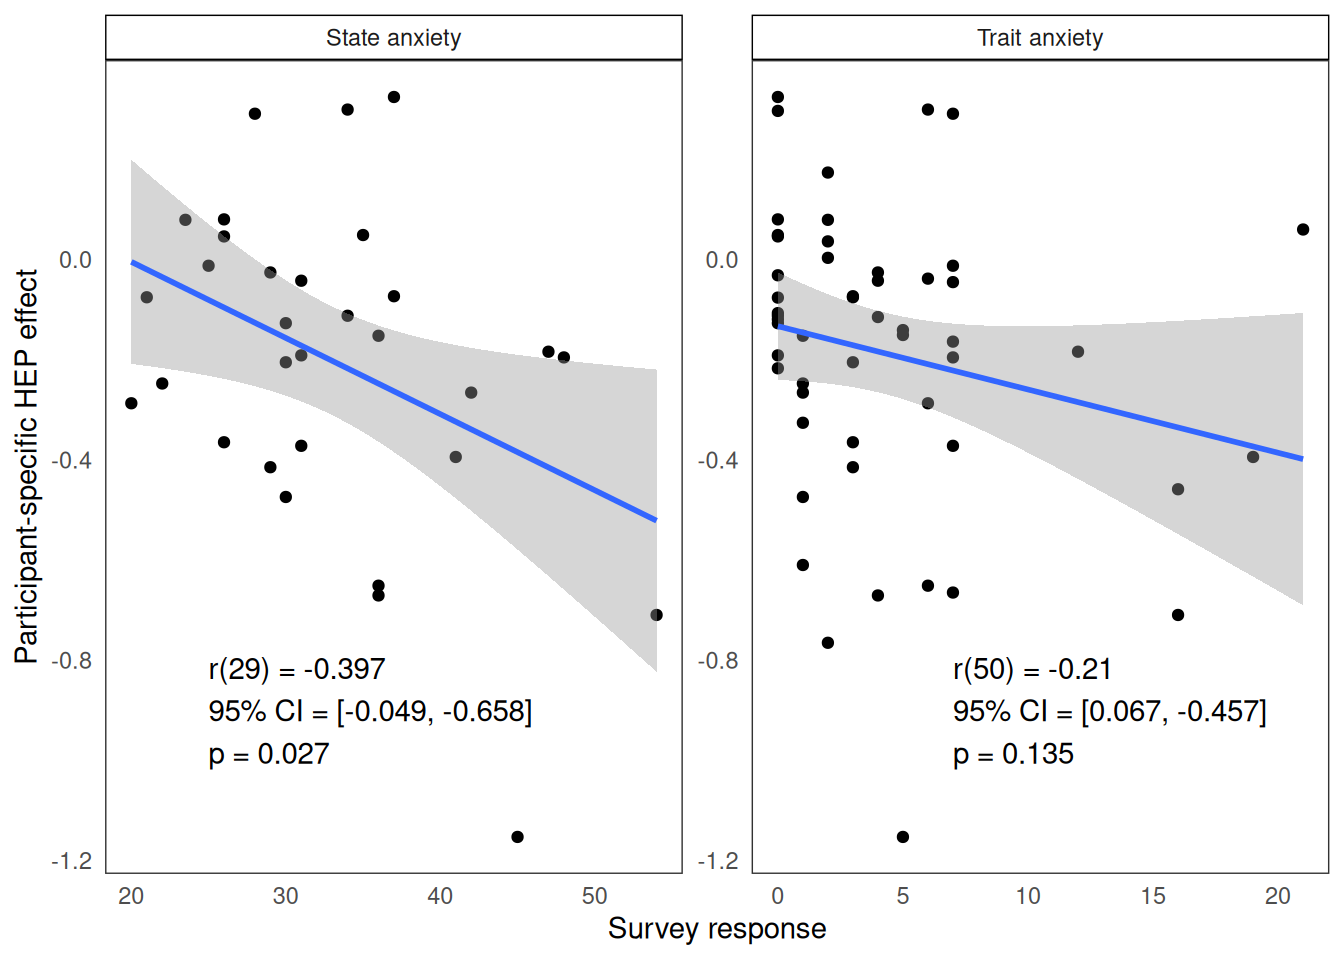 State anxiety
Trait anxiety
Participant-specific HEP effect
0.0
-0.4
-0.8
-1.2
0.0
-0.4
-0.8
-1.2
r(29) = -0.397
95% CI = [-0.049, -0.658]
p = 0.027
r(50) = -0.21
95% CI = [0.067, -0.457]
p = 0.135
20 30 40 50
0 5 10 15 20
Survey response